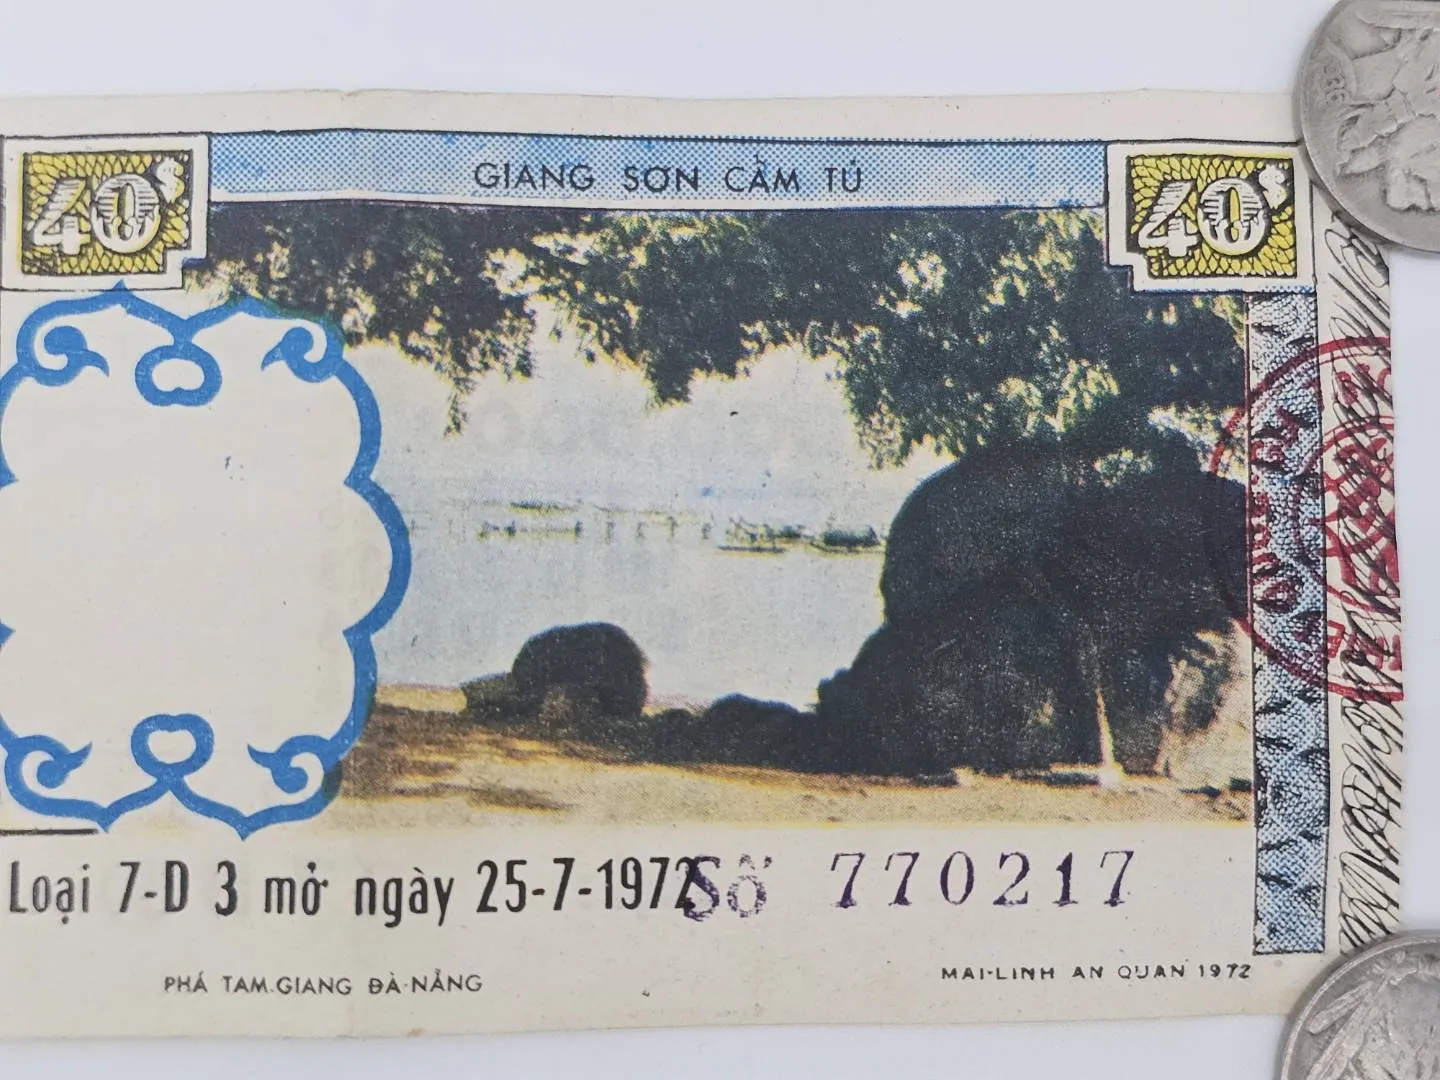 40$
GIANG SƠN CẨM TÚ
40$
Loại 7-D 3 mở ngày 25-7-1972
Số 770217
PHÁ TAM.GIANG ĐÀ-NẴNG
MAI-LINH AN QUAN 1972